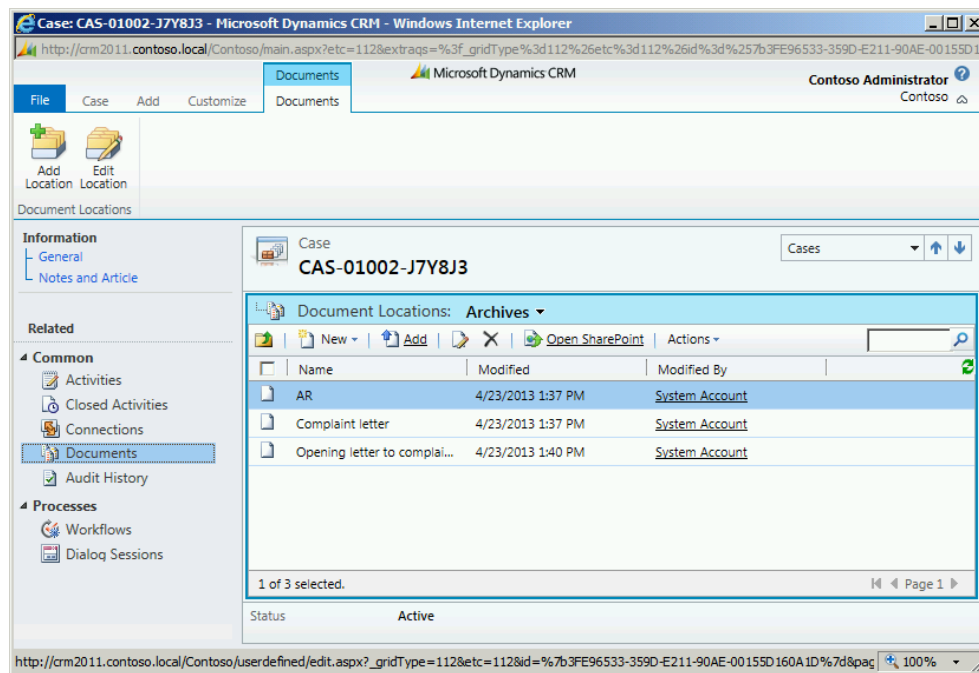 Case: CAS-01002-J7Y8J3 - Microsoft Dynamics CRM - Windows Internet Explorer
http://crm2011.contoso.local/Contoso/main.aspx?etc=112&extraqs=%3f_gridType%3d112%26etc%3d112%26id%3d%257b3FE96533-359D-E211-90AE-00155D1
Documents
Microsoft Dynamics CRM
Contoso Administrator
File Case Add Customize Documents
Contoso
Add Location
Edit Location
Document Locations
Information
General
Notes and Article
Related
Common
Activities
Closed Activities
Connections
Documents
Audit History
Processes
Workflows
Dialog Sessions
Case
CAS-01002-J7Y8J3
Cases
Document Locations: Archives
New Add Open SharePoint Actions
Name Modified Modified By
AR 4/23/2013 1:37 PM System Account
Complaint letter 4/23/2013 1:37 PM System Account
Opening letter to complai... 4/23/2013 1:40 PM System Account
1 of 3 selected.
Page 1
Status Active
http://crm2011.contoso.local/Contoso/userdefined/edit.aspx?_gridType=112&etc=112&id=%7b3FE96533-359D-E211-90AE-00155D160A1D%7d&pag
100%